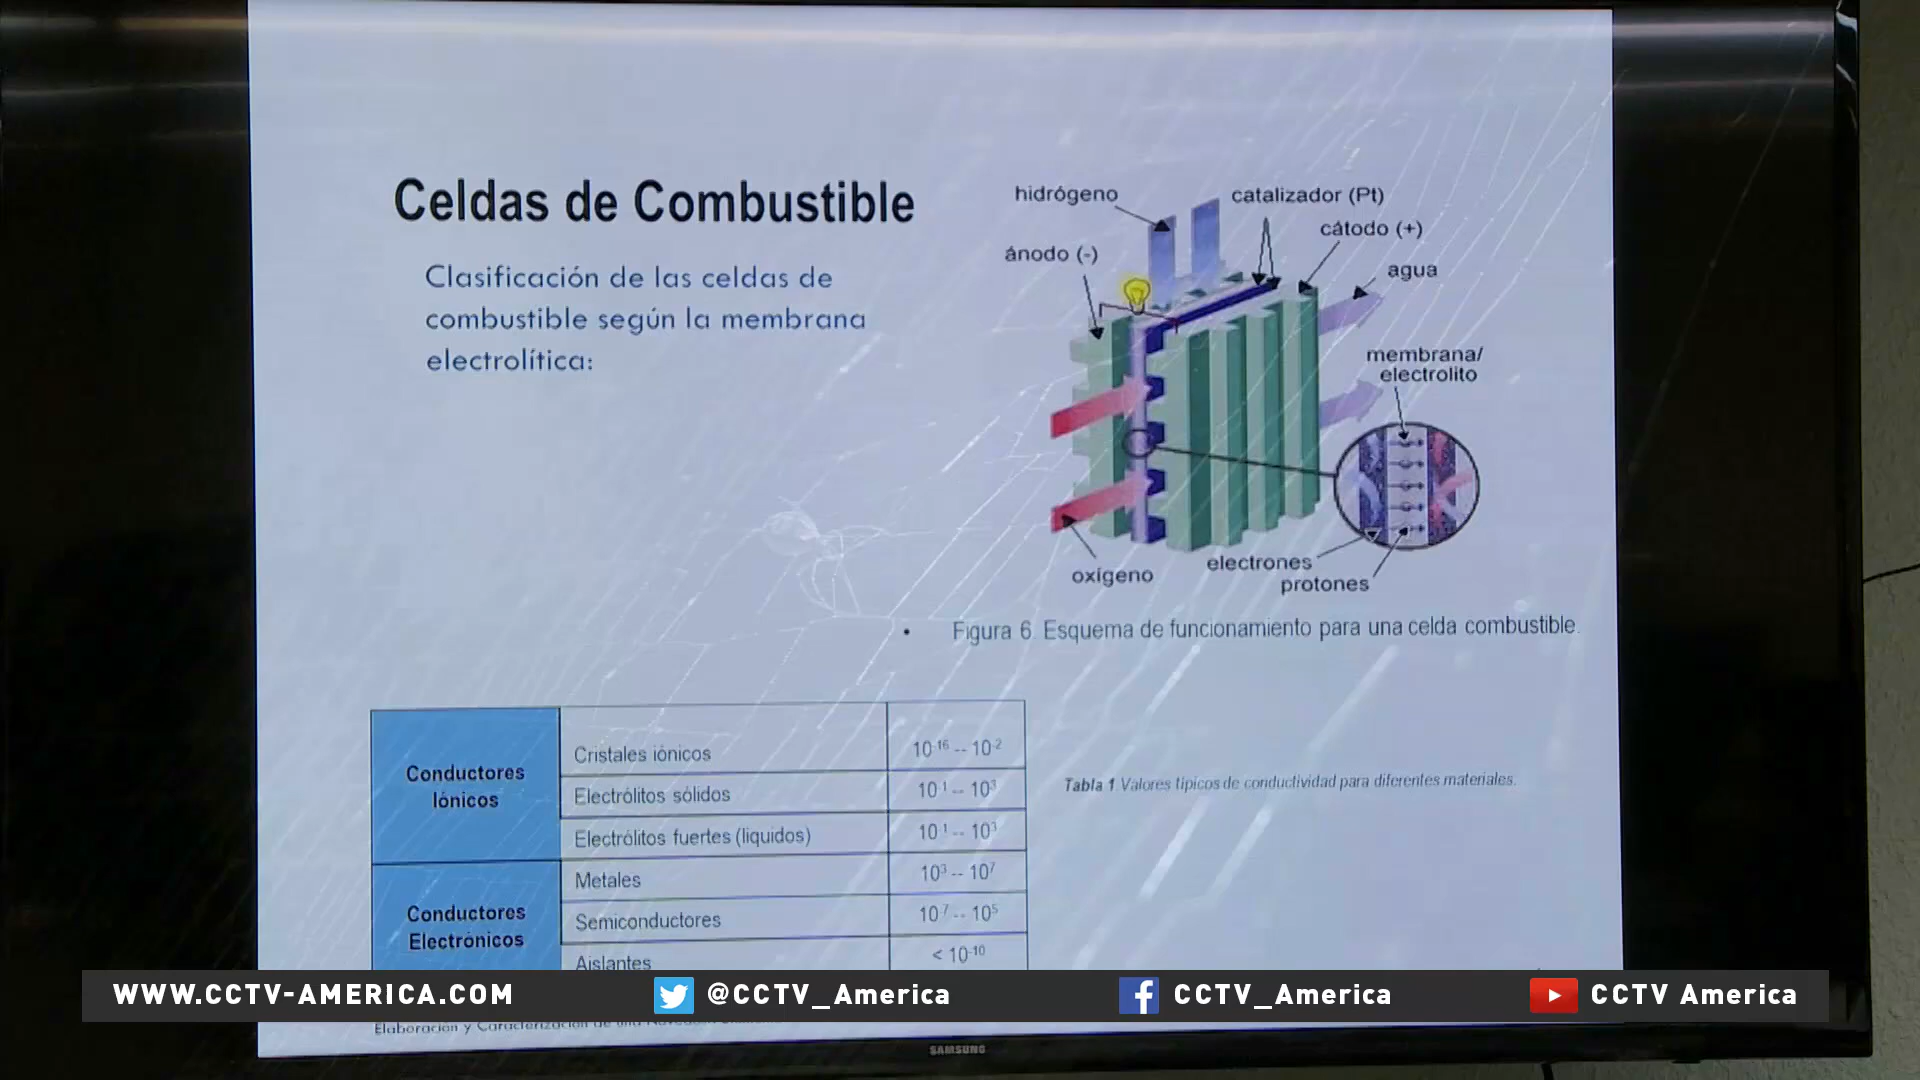 Celdas de Combustible
Clasificación de las celdas de
combustible según la membrana
electrolítica:
hidrógeno
catalizador (Pt)
cátodo (+)
ánodo (-)
agua
membrana/
electrolito
electrones
protones
oxígeno
• Figura 6. Esquema de funcionamiento para una celda combustible.
Conductores
Iónicos
Cristales iónicos 10-16 -- 10-2
Electrólitos sólidos 10-1 -- 103
Electrólitos fuertes (liquidos) 10-1 -- 103
Conductores
Electrónicos
Metales 103 -- 107
Semiconductores 10-7 -- 105
Aislantes < 10-10
Tabla 1 Valores típicos de conductividad para diferentes materiales.
WWW.CCTV-AMERICA.COM
@CCTV_America
CCTV_America
CCTV America
Elaboracion y Caracterización de una
SAMSUNG